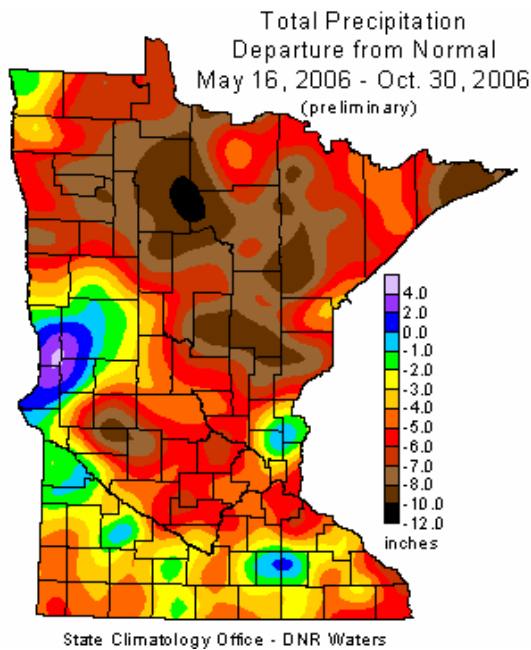 Total Precipitation
Departure from Normal
May 16, 2006 - Oct. 30, 2006
(preliminary)
4.0
2.0
0.0
-1.0
-2.0
-3.0
-4.0
-5.0
-6.0
-7.0
-8.0
-10.0
-12.0
inches
State Climatology Office - DNR Waters